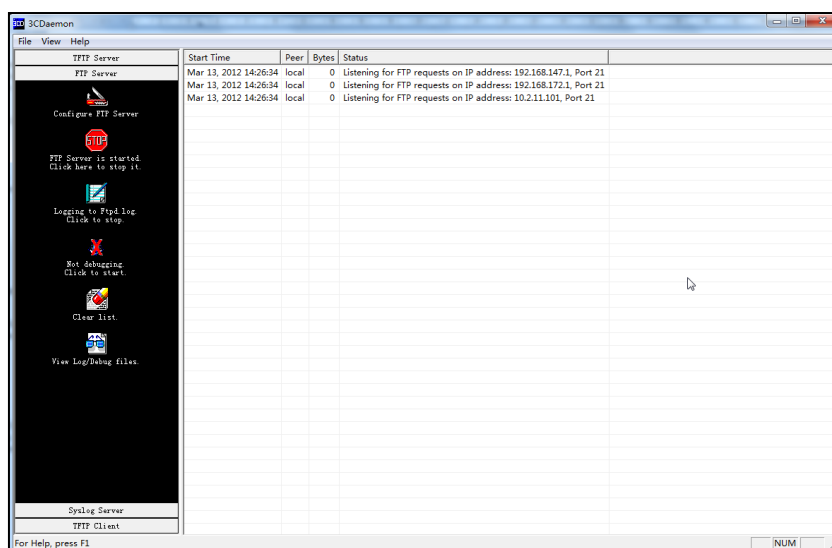 3CD 3CDaemon
File View Help
TFTP Server
FTP Server
Configure FTP Server
STOP
FTP Server is started.
Click here to stop it.
Logging to Ftpd.log.
Click to stop.
Not debugging.
Click to start.
Clear list.
View Log/Debug files.
Syslog Server
TFTP Client
Start Time Peer Bytes Status
Mar 13, 2012 14:26:34 local 0 Listening for FTP requests on IP address: 192.168.147.1, Port 21
Mar 13, 2012 14:26:34 local 0 Listening for FTP requests on IP address: 192.168.172.1, Port 21
Mar 13, 2012 14:26:34 local 0 Listening for FTP requests on IP address: 10.2.11.101, Port 21
For Help, press F1
NUM